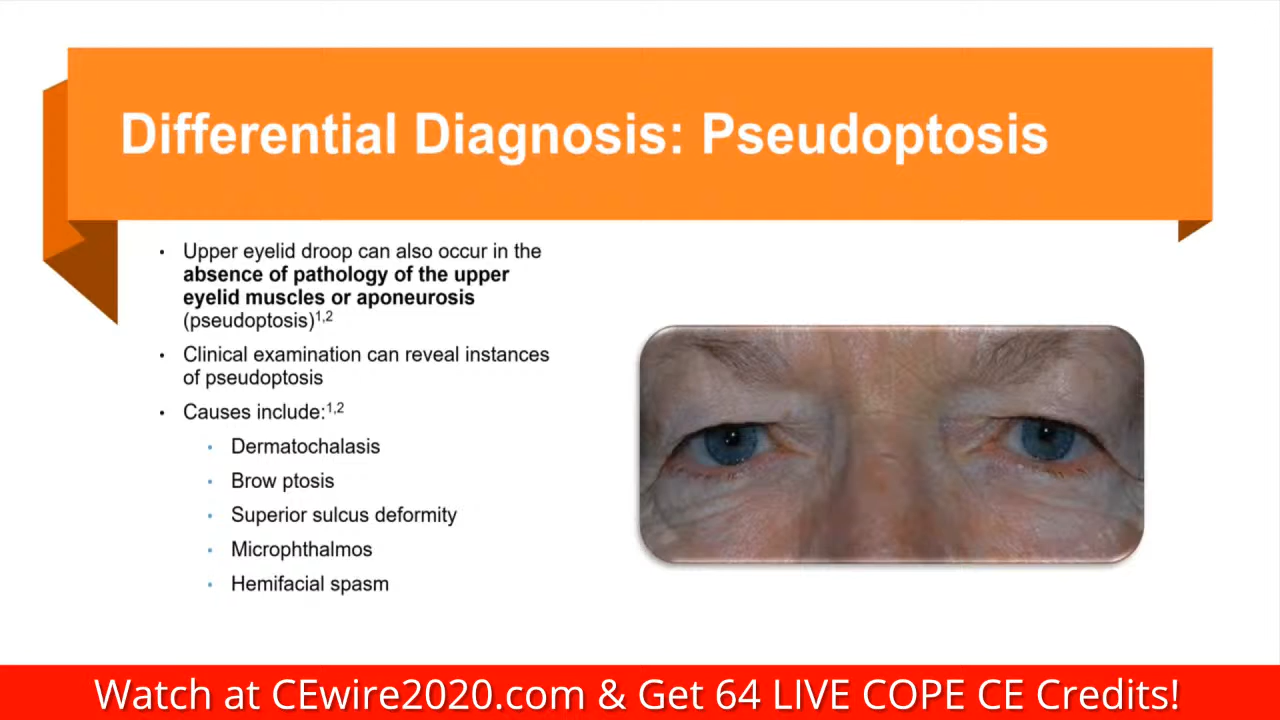 Differential Diagnosis: Pseudoptosis
• Upper eyelid droop can also occur in the
absence of pathology of the upper
eyelid muscles or aponeurosis
(pseudoptosis)1,2
• Clinical examination can reveal instances
of pseudoptosis
• Causes include:1,2
• Dermatochalasis
• Brow ptosis
• Superior sulcus deformity
• Microphthalmos
• Hemifacial spasm
Watch at CEwire2020.com & Get 64 LIVE COPE CE Credits!